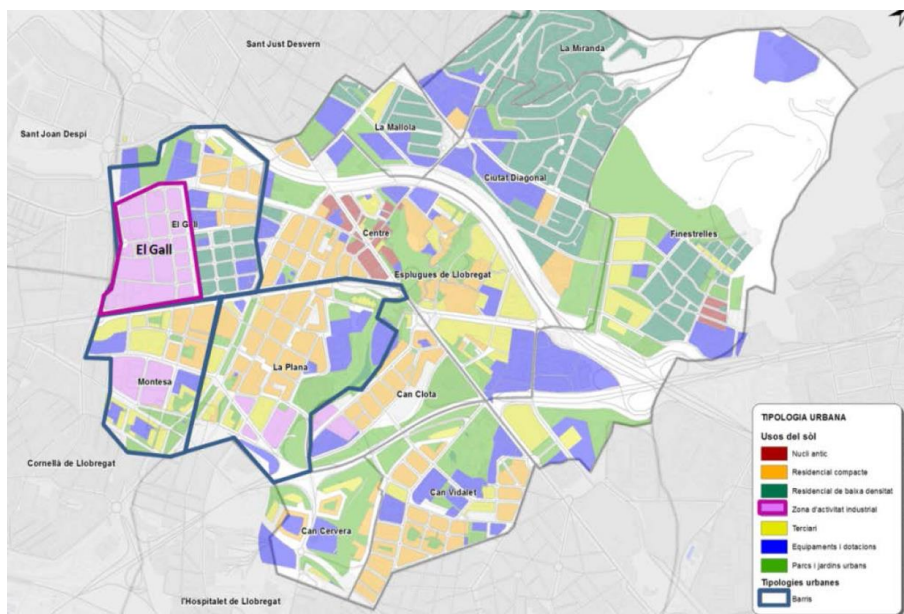 Sant Just Desvern
La Miranda
Sant Joan Despí
La Mallola
Ciutat Diagonal
El Gall
Centre
Finestrelles
El Gall
Esplugues de Llobregat
La Plana
Montesa
Can Clota
Cornellà de Llobregat
Can Vidalet
Can Cervera
l'Hospitalet de Llobregat
TIPOLOGIA URBANA
Usos del sòl
Nucli antic
Residencial compacte
Residencial de baixa densitat
Zona d'activitat industrial
Terciari
Equipaments i dotacions
Parcs i jardins urbans
Tipologies urbanes
Barris